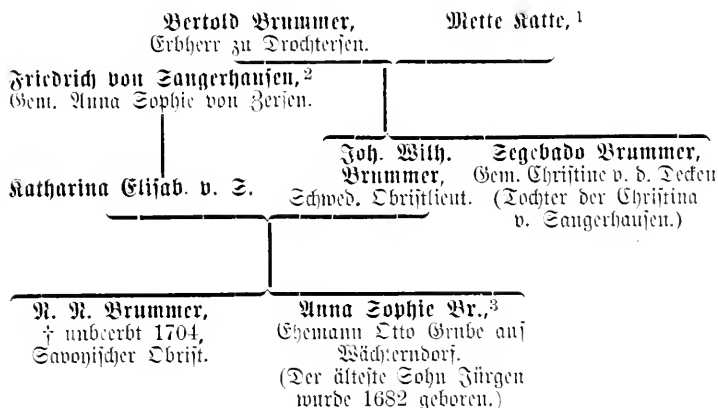 Bertold Brummer,
Erbherr zu Drochtersen.
Mette Katte, 1
Friedrich von Sangerhausen, 2
Gem. Anna Sophie von Zersen.
Katharina Elisab. v. S.
Joh. Wilh.
Brummer,
Schwed. Obristlieut.
Segebado Brummer,
Gem. Christine v. d. Decken
(Tochter der Christina
v. Sangerhausen.)
N. N. Brummer,
† unbeerbt 1704,
Savoyischer Obrist.
Anna Sophie Br., 3
Ehemann Otto Grube auf
Wächterndorf.
(Der älteste Sohn Jürgen
wurde 1682 geboren.)